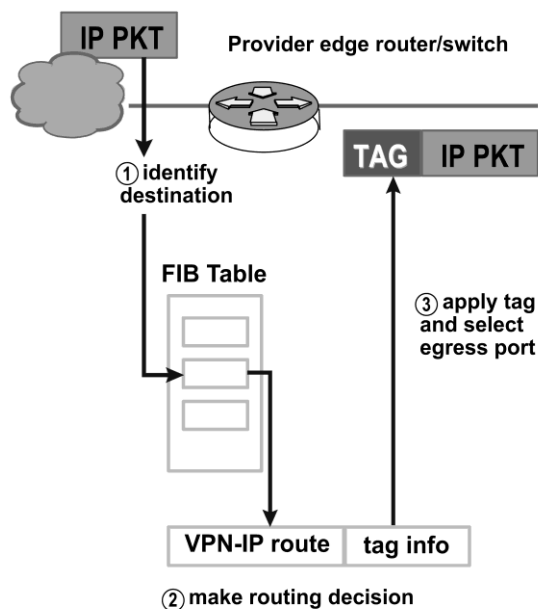 IP PKT
Provider edge router/switch
TAG IP PKT
① identify
destination
FIB Table
③ apply tag
and select
egress port
VPN-IP route tag info
② make routing decision